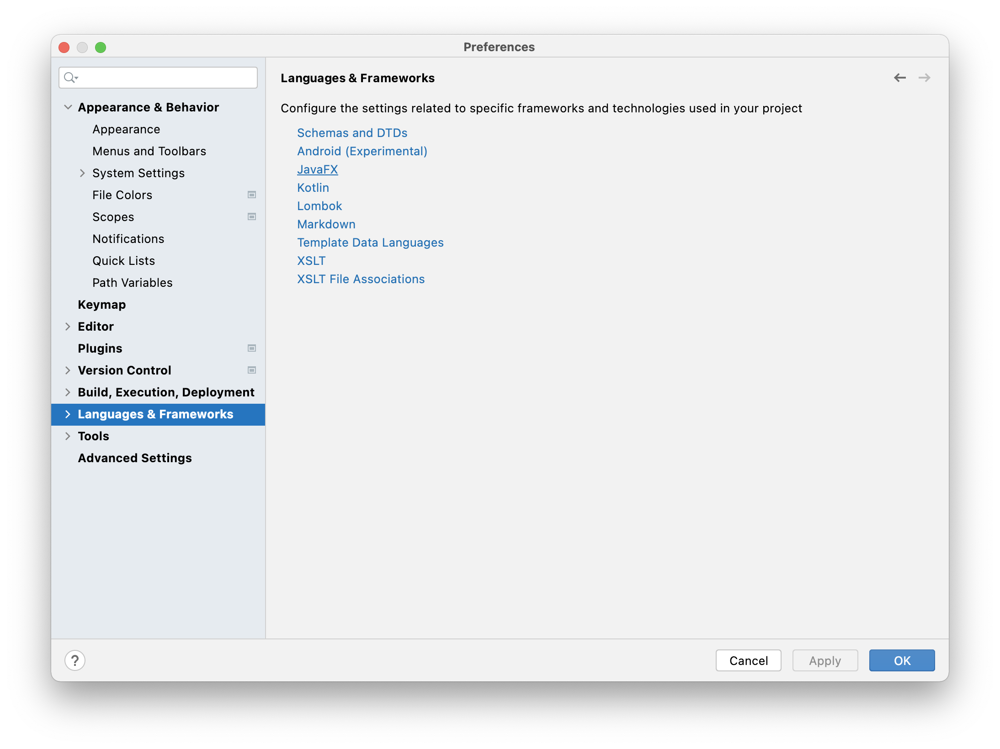 Preferences
Appearance & Behavior
Appearance
Menus and Toolbars
System Settings
File Colors
Scopes
Notifications
Quick Lists
Path Variables
Keymap
Editor
Plugins
Version Control
Build, Execution, Deployment
Languages & Frameworks
Tools
Advanced Settings
Languages & Frameworks
Configure the settings related to specific frameworks and technologies used in your project
Schemas and DTDs
Android (Experimental)
JavaFX
Kotlin
Lombok
Markdown
Template Data Languages
XSLT
XSLT File Associations
?
Cancel
Apply
OK